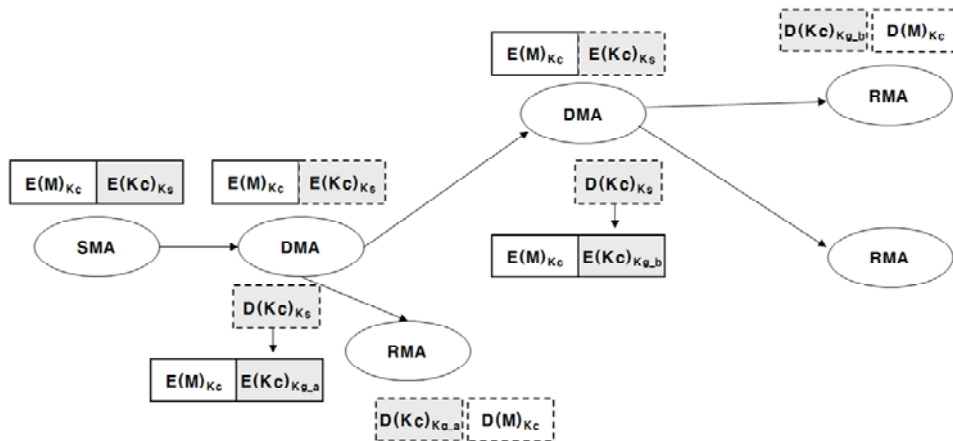 D(Kc)Kg_b D(M)Kc
E(M)Kc E(Kc)Ks
RMA
DMA
E(M)Kc E(Kc)Ks
E(M)Kc E(Kc)Ks
D(Kc)Ks
SMA
DMA
E(M)Kc E(Kc)Kg_b
RMA
D(Kc)Ks
RMA
E(M)Kc E(Kc)Kg_a
D(Kc)Kg_a D(M)Kc